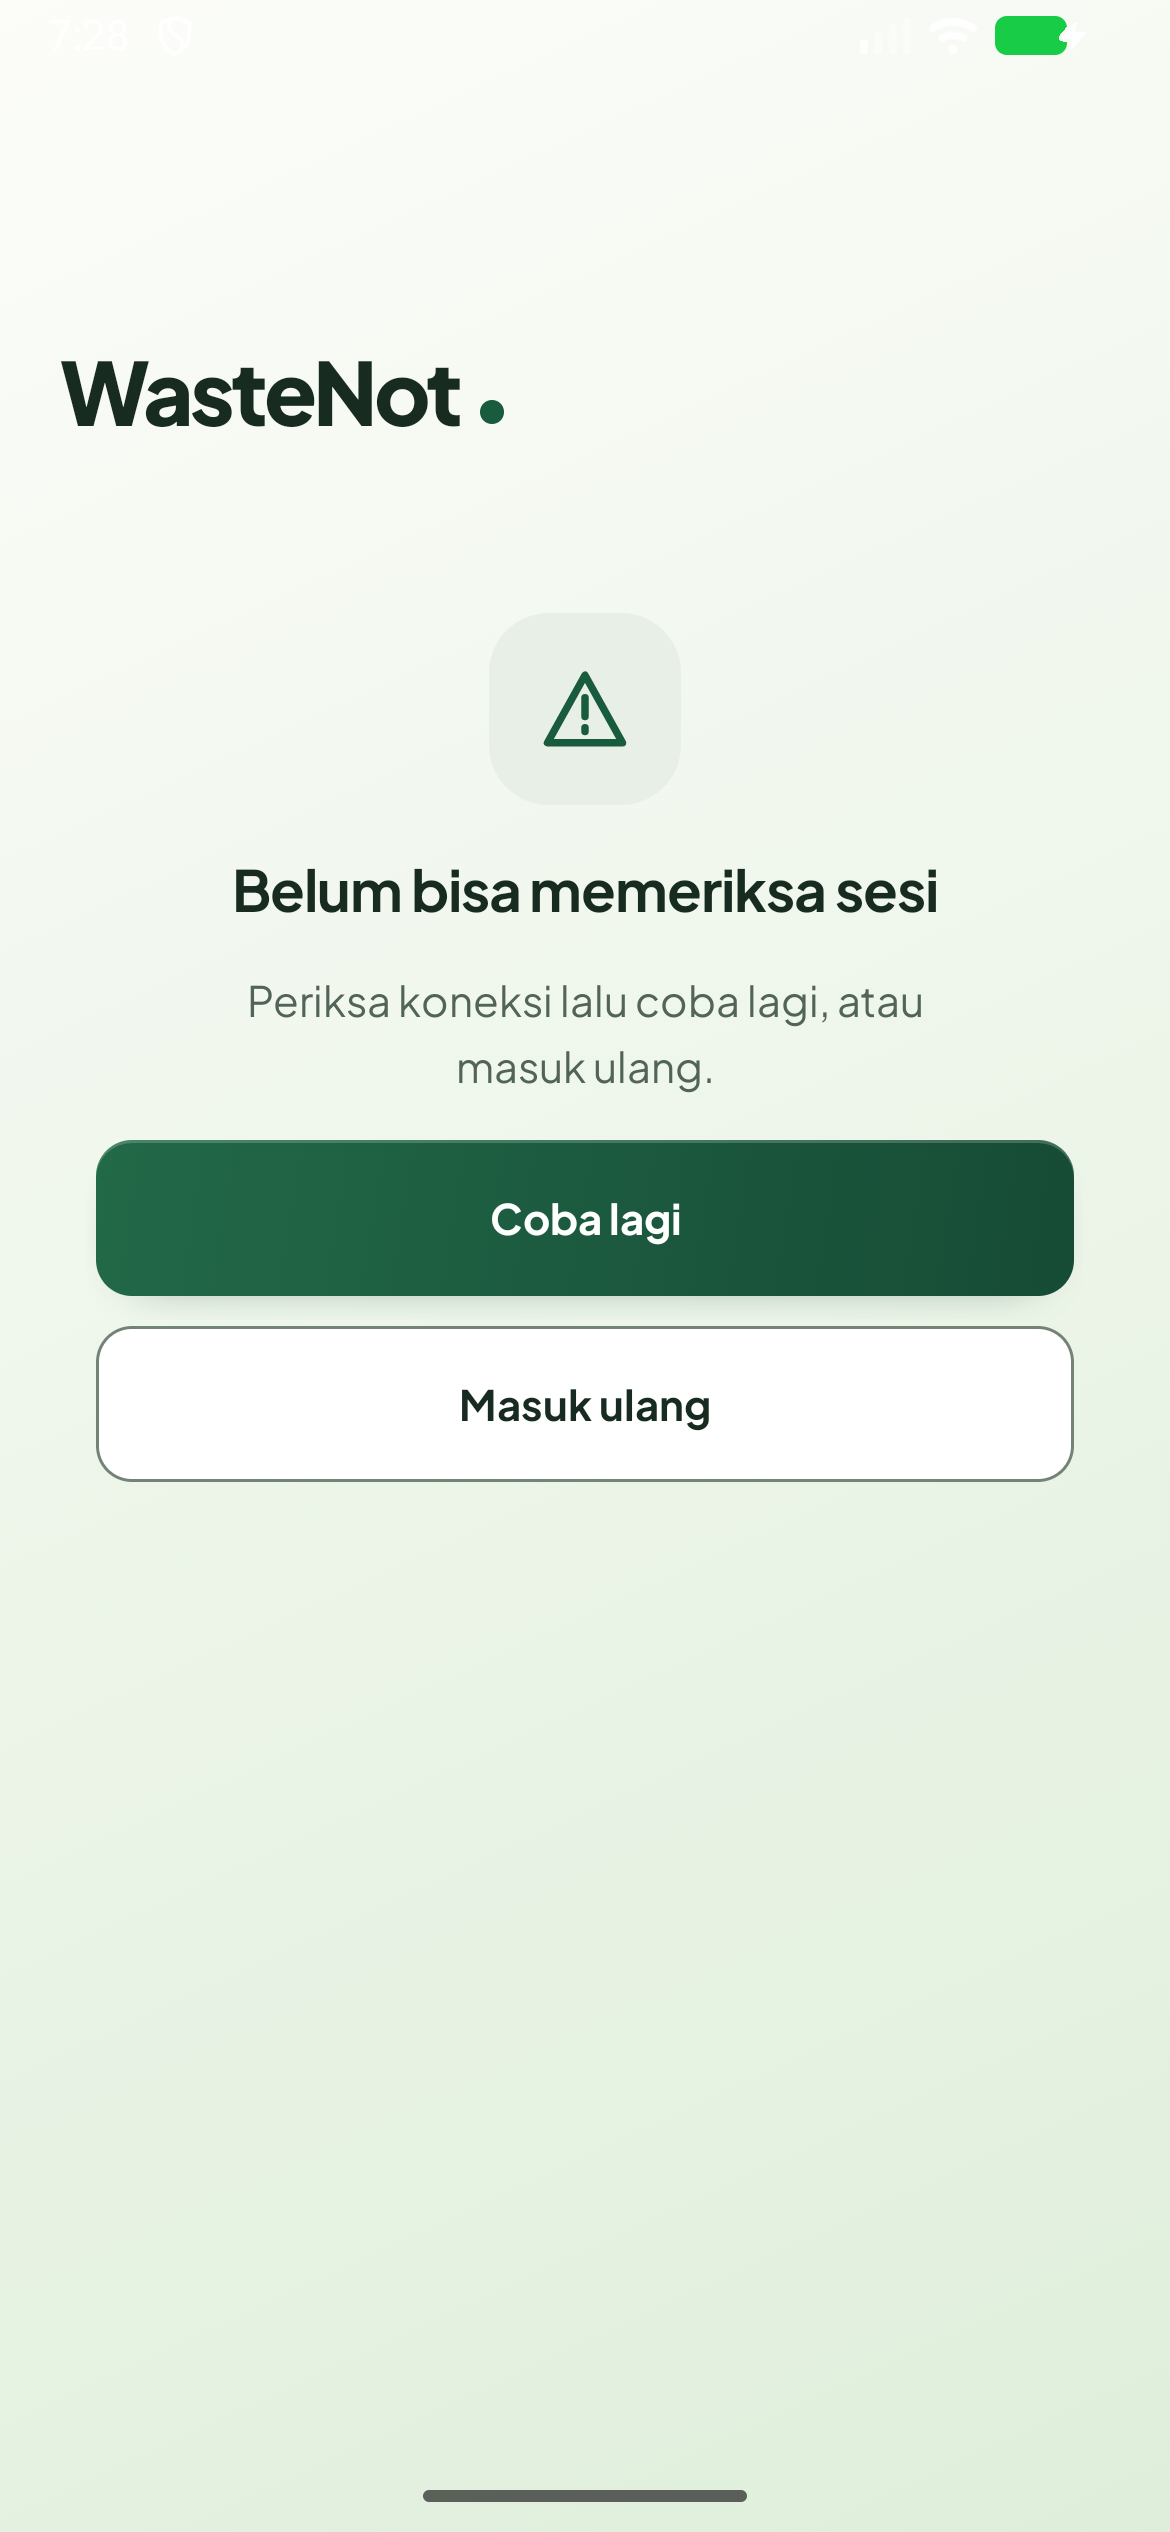 7:28
WasteNot.
Belum bisa memeriksa sesi
Periksa koneksi lalu coba lagi, atau
masuk ulang.
Coba lagi
Masuk ulang